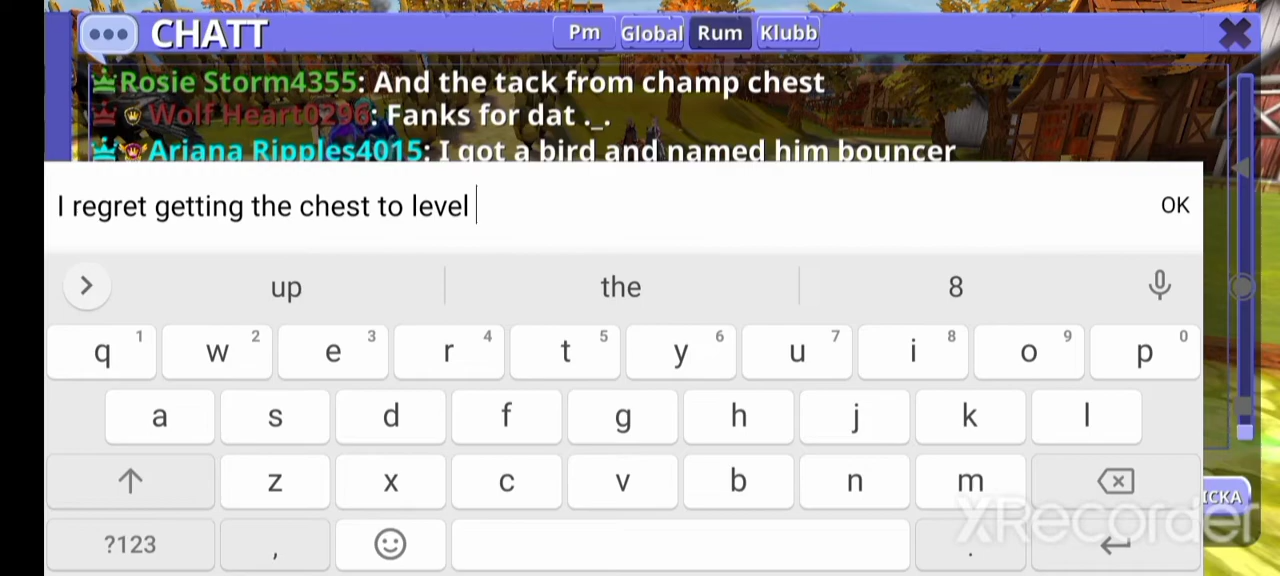 CHATT Pm Global Rum Klubb
Rosie Storm4355: And the tack from champ chest
Wolf Heart0296: Fanks for dat ._.
Ariana Ripples4015: I got a bird and named him bouncer
I regret getting the chest to level OK
up the 8
q 1 w 2 e 3 r 4 t 5 y 6 u 7 i 8 o 9 p 0
a s d f g h j k l
z x c v b n m
ICKA
XRecorder
?123 , .